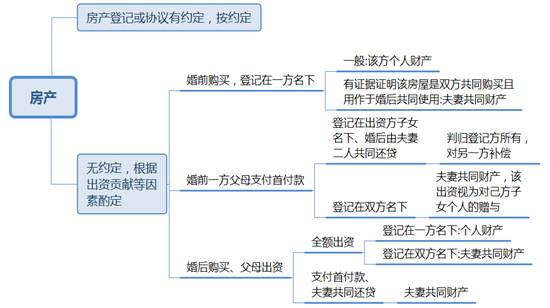 房产
房产登记或协议有约定，按约定
无约定，根据
出资贡献等因
素酌定
婚前购买，登记在一方名下
一般:该方个人财产
有证据证明该房屋是双方共同购买且
用作于婚后共同使用:夫妻共同财产
婚前一方父母支付首付款
登记在出资方子女
名下、婚后由夫妻
二人共同还贷
判归登记方所有，
对另一方补偿
登记在双方名下
夫妻共同财产，该
出资视为对己方子
女个人的赠与
婚后购买、父母出资
全额出资
登记在一方名下:个人财产
登记在双方名下:夫妻共同财产
支付首付款、
夫妻共同还贷
夫妻共同财产